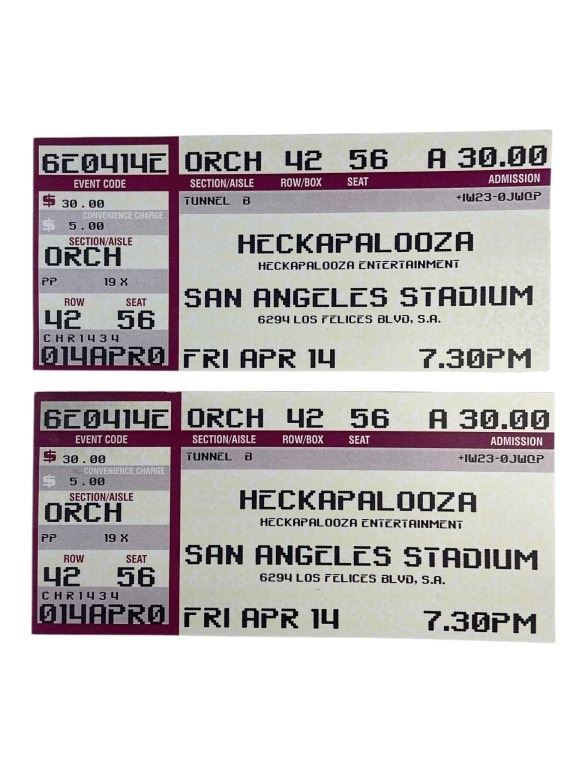 6E0414E ORCH 42 56 A 30.00
EVENT CODE SECTION/AISLE ROW/BOX SEAT ADMISSION
$ 30.00 TUNNEL B +IW23-0JWQP
CONVENIENCE CHARGE
$ 5.00
SECTION/AISLE
ORCH
HECKAPALOOZA
HECKAPALOOZA ENTERTAINMENT
PP 19X
ROW SEAT
42 56
SAN ANGELES STADIUM
6294 LOS FELICES BLVD, S.A.
CHR1434
014APR0 FRI APR 14 7.30PM
6E0414E ORCH 42 56 A 30.00
EVENT CODE SECTION/AISLE ROW/BOX SEAT ADMISSION
$ 30.00 TUNNEL B +IW23-0JWQP
CONVENIENCE CHARGE
$ 5.00
SECTION/AISLE
ORCH
HECKAPALOOZA
HECKAPALOOZA ENTERTAINMENT
PP 19X
ROW SEAT
42 56
SAN ANGELES STADIUM
6294 LOS FELICES BLVD, S.A.
CHR1434
014APR0 FRI APR 14 7.30PM